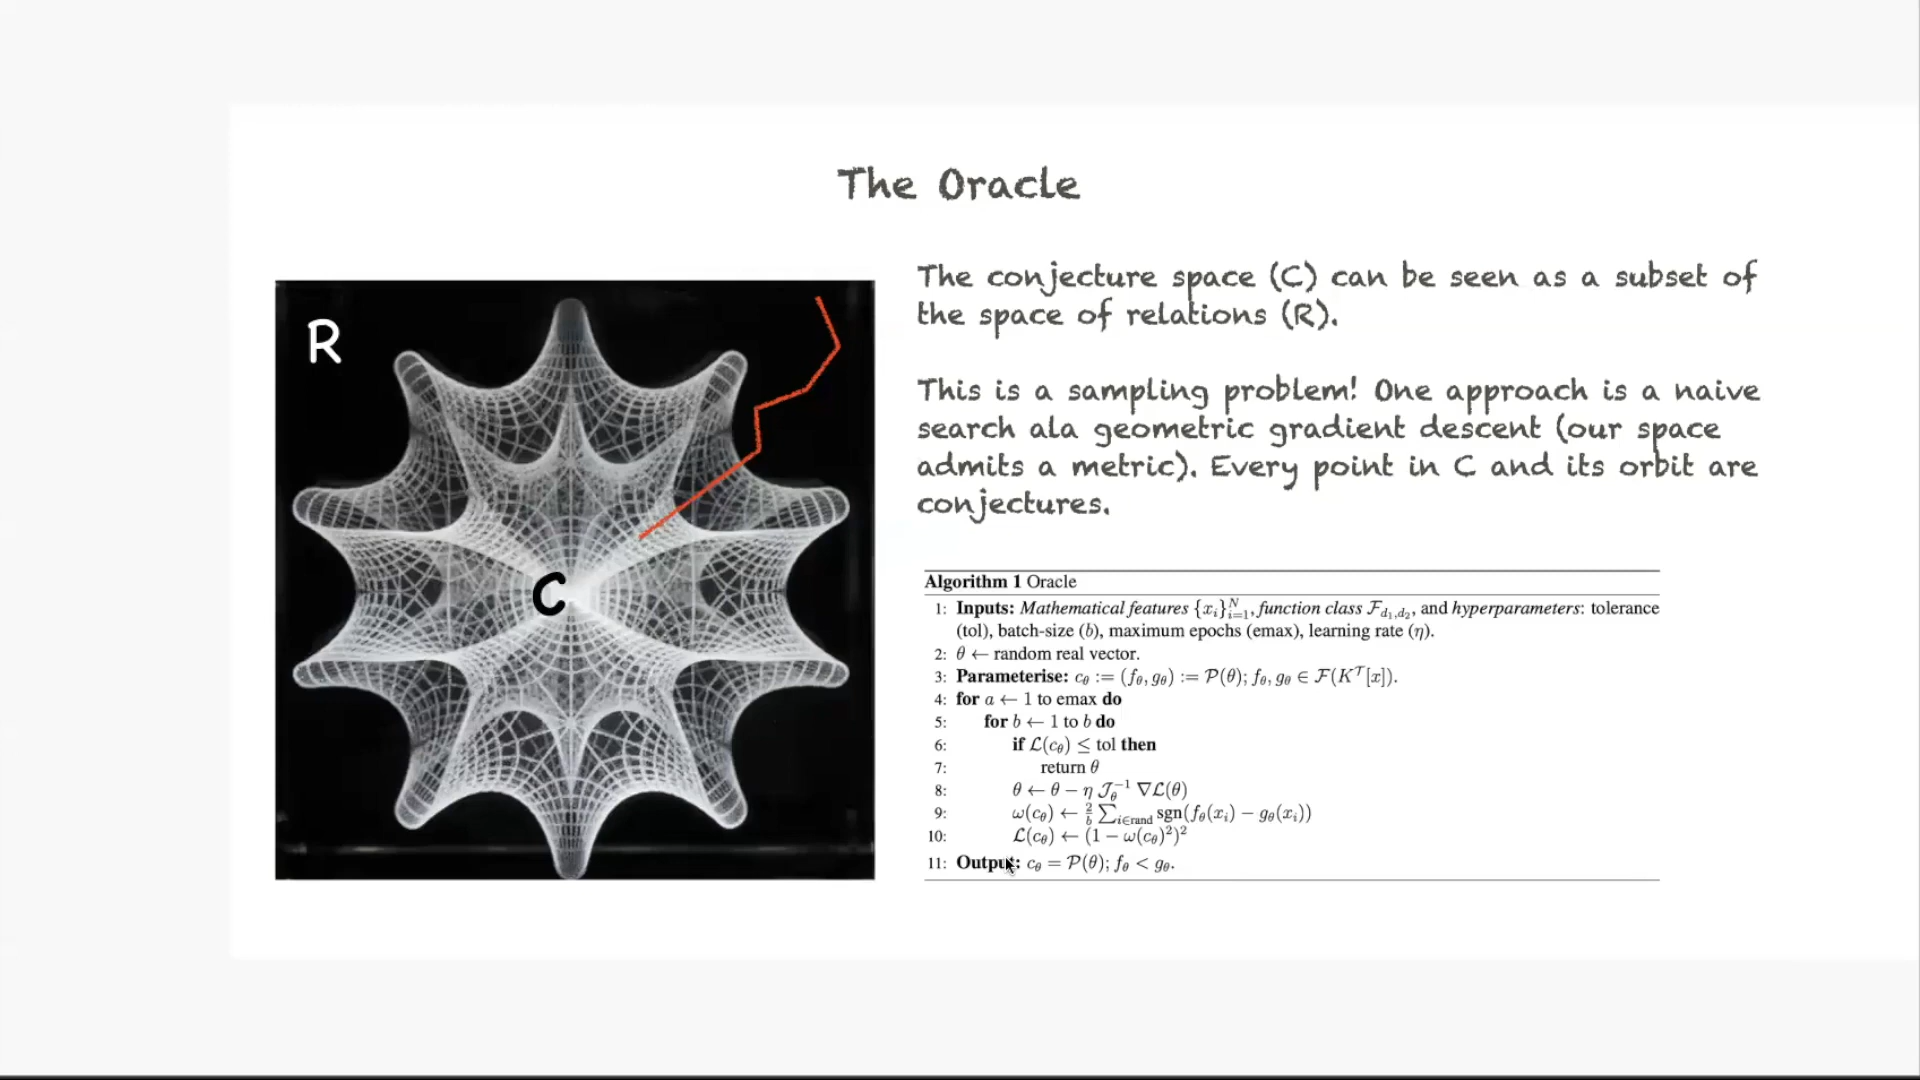 The Oracle
R
C
The conjecture space (C) can be seen as a subset of
the space of relations (R).
This is a sampling problem! One approach is a naive
search ala geometric gradient descent (our space
admits a metric). Every point in C and its orbit are
conjectures.
Algorithm 1 Oracle
1: Inputs: Mathematical features {x_i}_{i=1}^N, function class F_{d_1,d_2}, and hyperparameters: tolerance
(tol), batch-size (b), maximum epochs (emax), learning rate (η).
2: θ ← random real vector.
3: Parameterise: c_θ := (f_θ, g_θ) := P(θ); f_θ, g_θ ∈ F(K^T[x]).
4: for a ← 1 to emax do
5: for b ← 1 to b do
6: if L(c_θ) ≤ tol then
7: return θ
8: θ ← θ − η J_θ^{-1} ∇L(θ)
9: ω(c_θ) ← 2/b ∑_{i∈rand} sgn(f_θ(x_i) − g_θ(x_i))
10: L(c_θ) ← (1 − ω(c_θ)^2)^2
11: Output: c_θ = P(θ); f_θ < g_θ.